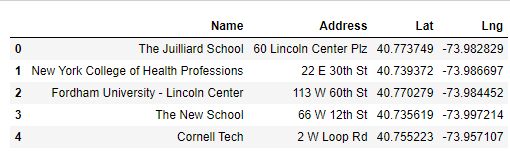 Name Address Lat Lng
0 The Juilliard School 60 Lincoln Center Plz 40.773749 -73.982829
1 New York College of Health Professions 22 E 30th St 40.739372 -73.986697
2 Fordham University - Lincoln Center 113 W 60th St 40.770279 -73.984452
3 The New School 66 W 12th St 40.735619 -73.997214
4 Cornell Tech 2 W Loop Rd 40.755223 -73.957107